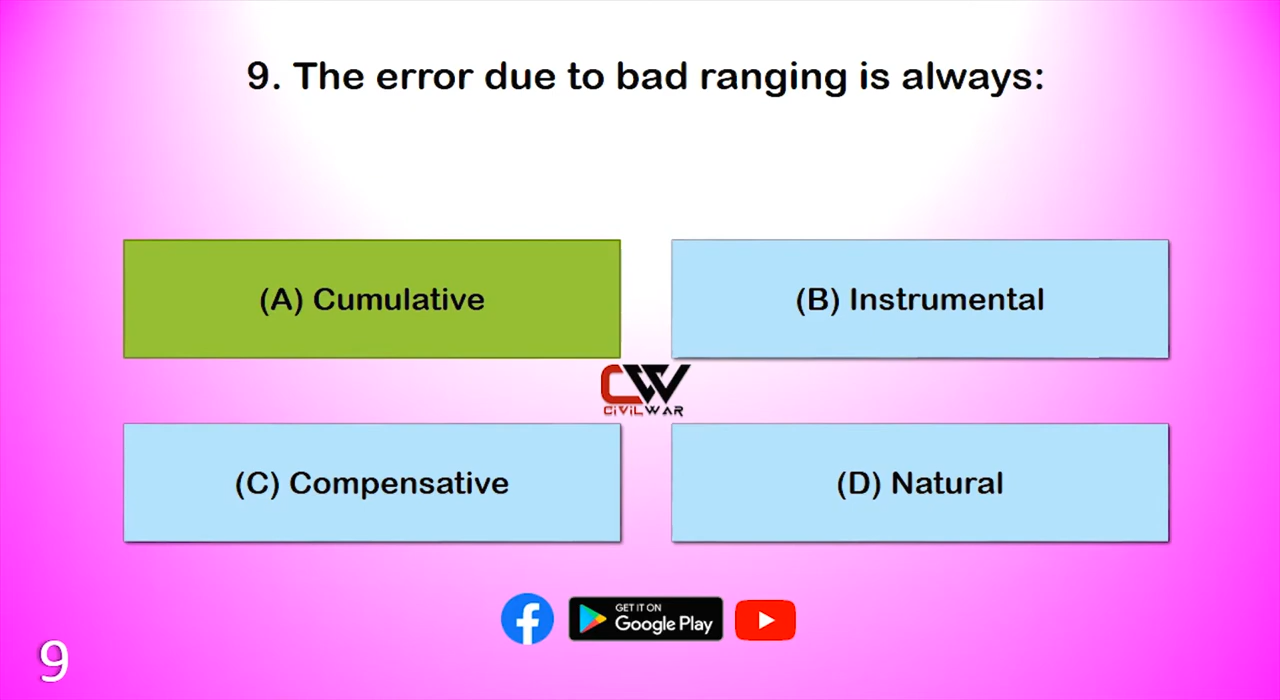 9. The error due to bad ranging is always:
(A) Cumulative
(B) Instrumental
CW
CiViLWAR
(C) Compensative
(D) Natural
f
GET IT ON
Google Play
9